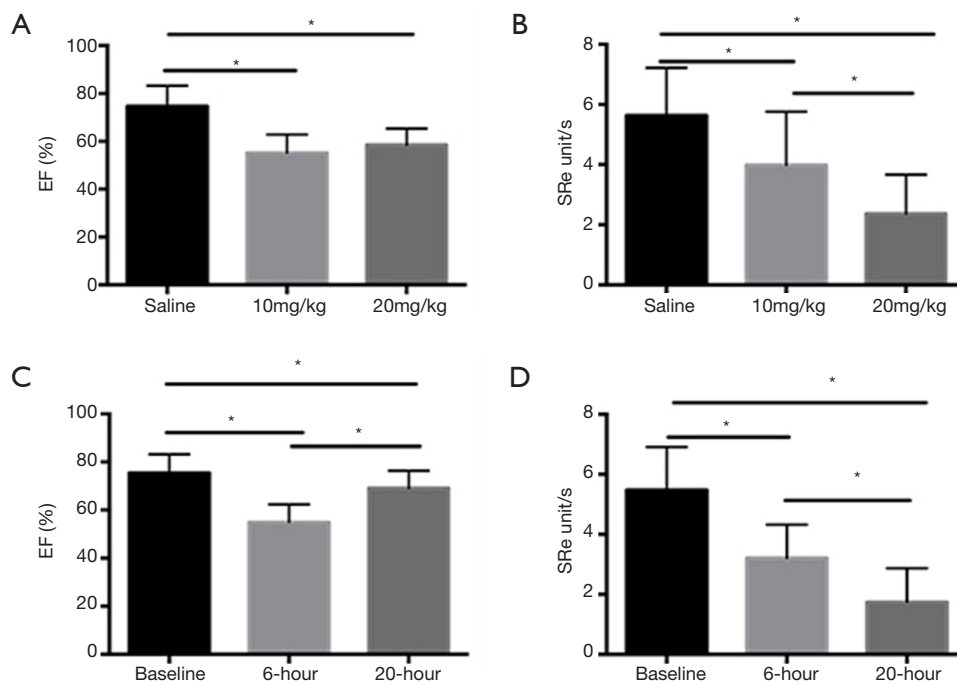 A
*
*
EF (%)
100
80
60
40
20
0
Saline 10mg/kg 20mg/kg
B
*
*
*
SRe unit/s
8
6
4
2
0
Saline 10mg/kg 20mg/kg
C
*
*
*
EF (%)
100
80
60
40
20
0
Baseline 6-hour 20-hour
D
*
*
*
SRe unit/s
8
6
4
2
0
Baseline 6-hour 20-hour